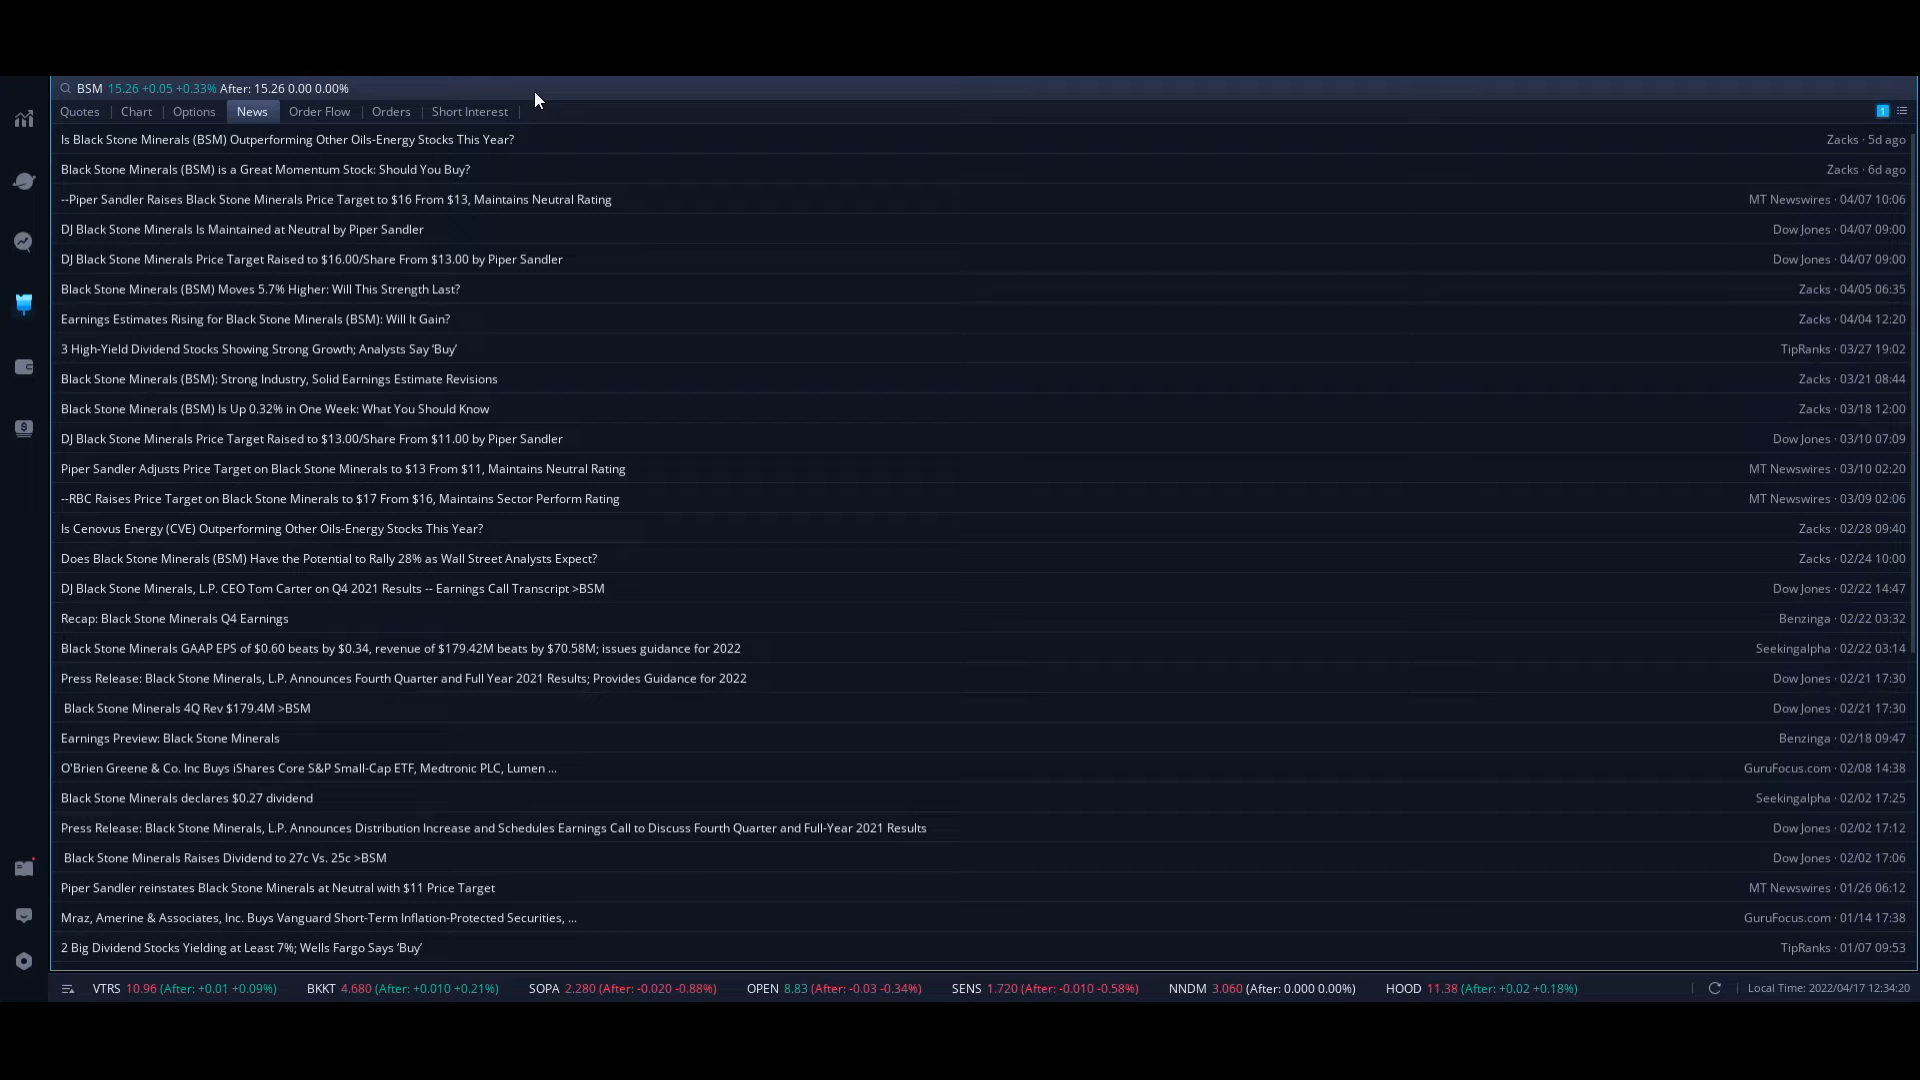 BSM 15.26 +0.05 +0.33% After: 15.26 0.00 0.00%
Quotes Chart Options News Order Flow Orders Short Interest 1
Is Black Stone Minerals (BSM) Outperforming Other Oils-Energy Stocks This Year? Zacks · 5d ago
Black Stone Minerals (BSM) is a Great Momentum Stock: Should You Buy? Zacks · 6d ago
--Piper Sandler Raises Black Stone Minerals Price Target to $16 From $13, Maintains Neutral Rating MT Newswires · 04/07 10:06
DJ Black Stone Minerals Is Maintained at Neutral by Piper Sandler Dow Jones · 04/07 09:00
DJ Black Stone Minerals Price Target Raised to $16.00/Share From $13.00 by Piper Sandler Dow Jones · 04/07 09:00
Black Stone Minerals (BSM) Moves 5.7% Higher: Will This Strength Last? Zacks · 04/05 06:35
Earnings Estimates Rising for Black Stone Minerals (BSM): Will It Gain? Zacks · 04/04 12:20
3 High-Yield Dividend Stocks Showing Strong Growth; Analysts Say ‘Buy’ TipRanks · 03/27 19:02
Black Stone Minerals (BSM): Strong Industry, Solid Earnings Estimate Revisions Zacks · 03/21 08:44
Black Stone Minerals (BSM) Is Up 0.32% in One Week: What You Should Know Zacks · 03/18 12:00
DJ Black Stone Minerals Price Target Raised to $13.00/Share From $11.00 by Piper Sandler Dow Jones · 03/10 07:09
Piper Sandler Adjusts Price Target on Black Stone Minerals to $13 From $11, Maintains Neutral Rating MT Newswires · 03/10 02:20
--RBC Raises Price Target on Black Stone Minerals to $17 From $16, Maintains Sector Perform Rating MT Newswires · 03/09 02:06
Is Cenovus Energy (CVE) Outperforming Other Oils-Energy Stocks This Year? Zacks · 02/28 09:40
Does Black Stone Minerals (BSM) Have the Potential to Rally 28% as Wall Street Analysts Expect? Zacks · 02/24 10:00
DJ Black Stone Minerals, L.P. CEO Tom Carter on Q4 2021 Results -- Earnings Call Transcript >BSM Dow Jones · 02/22 14:47
Recap: Black Stone Minerals Q4 Earnings Benzinga · 02/22 03:32
Black Stone Minerals GAAP EPS of $0.60 beats by $0.34, revenue of $179.42M beats by $70.58M; issues guidance for 2022 Seekingalpha · 02/22 03:14
Press Release: Black Stone Minerals, L.P. Announces Fourth Quarter and Full Year 2021 Results; Provides Guidance for 2022 Dow Jones · 02/21 17:30
Black Stone Minerals 4Q Rev $179.4M >BSM Dow Jones · 02/21 17:30
Earnings Preview: Black Stone Minerals Benzinga · 02/18 09:47
O'Brien Greene & Co. Inc Buys iShares Core S&P Small-Cap ETF, Medtronic PLC, Lumen ... GuruFocus.com · 02/08 14:38
Black Stone Minerals declares $0.27 dividend Seekingalpha · 02/02 17:25
Press Release: Black Stone Minerals, L.P. Announces Distribution Increase and Schedules Earnings Call to Discuss Fourth Quarter and Full-Year 2021 Results Dow Jones · 02/02 17:12
Black Stone Minerals Raises Dividend to 27c Vs. 25c >BSM Dow Jones · 02/02 17:06
Piper Sandler reinstates Black Stone Minerals at Neutral with $11 Price Target MT Newswires · 01/26 06:12
Mraz, Amerine & Associates, Inc. Buys Vanguard Short-Term Inflation-Protected Securities, ... GuruFocus.com · 01/14 17:38
2 Big Dividend Stocks Yielding at Least 7%; Wells Fargo Says ‘Buy’ TipRanks · 01/07 09:53
VTRS 10.96 (After: +0.01 +0.09%) BKKT 4.680 (After: +0.010 +0.21%) SOPA 2.280 (After: -0.020 -0.88%) OPEN 8.83 (After: -0.03 -0.34%) SENS 1.720 (After: -0.010 -0.58%) NNDM 3.060 (After: 0.000 0.00%) HOOD 11.38 (After: +0.02 +0.18%) Local Time: 2022/04/17 12:34:20